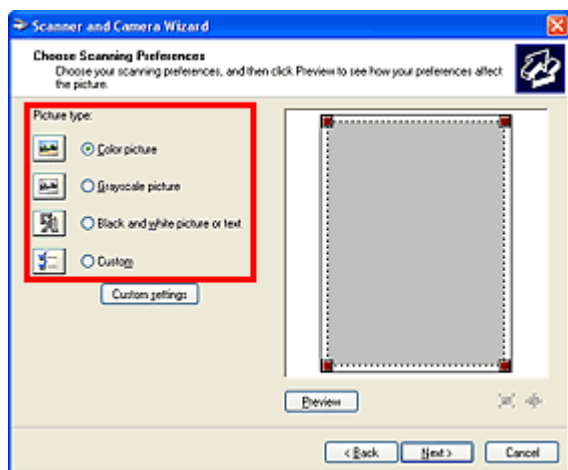 Scanner and Camera Wizard
Choose Scanning Preferences
Choose your scanning preferences, and then click Preview to see how your preferences affect
the picture.
Picture type:
Color picture
Grayscale picture
Black and white picture or text
Custom
Custom settings
Preview
< Back
Next >
Cancel